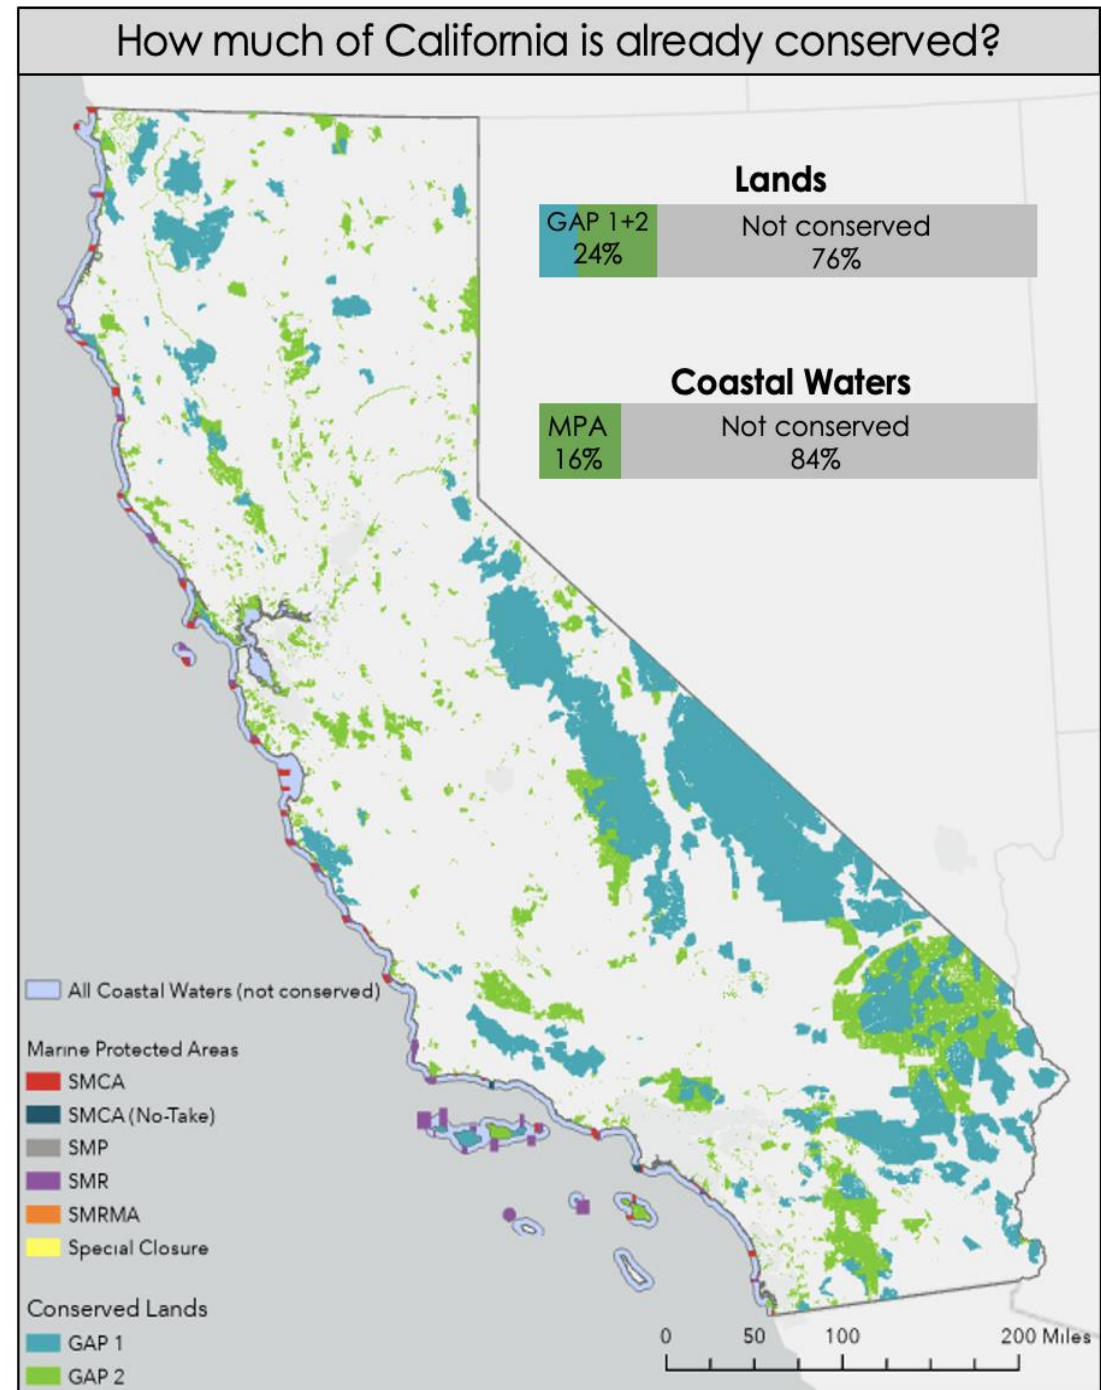 How much of California is already conserved?
Lands
GAP 1+2
24%
Not conserved
76%
Coastal Waters
MPA
16%
Not conserved
84%
All Coastal Waters (not conserved)
Marine Protected Areas
SMCA
SMCA (No-Take)
SMP
SMR
SMRMA
Special Closure
Conserved Lands
GAP 1
GAP 2
0 50 100 200 Miles